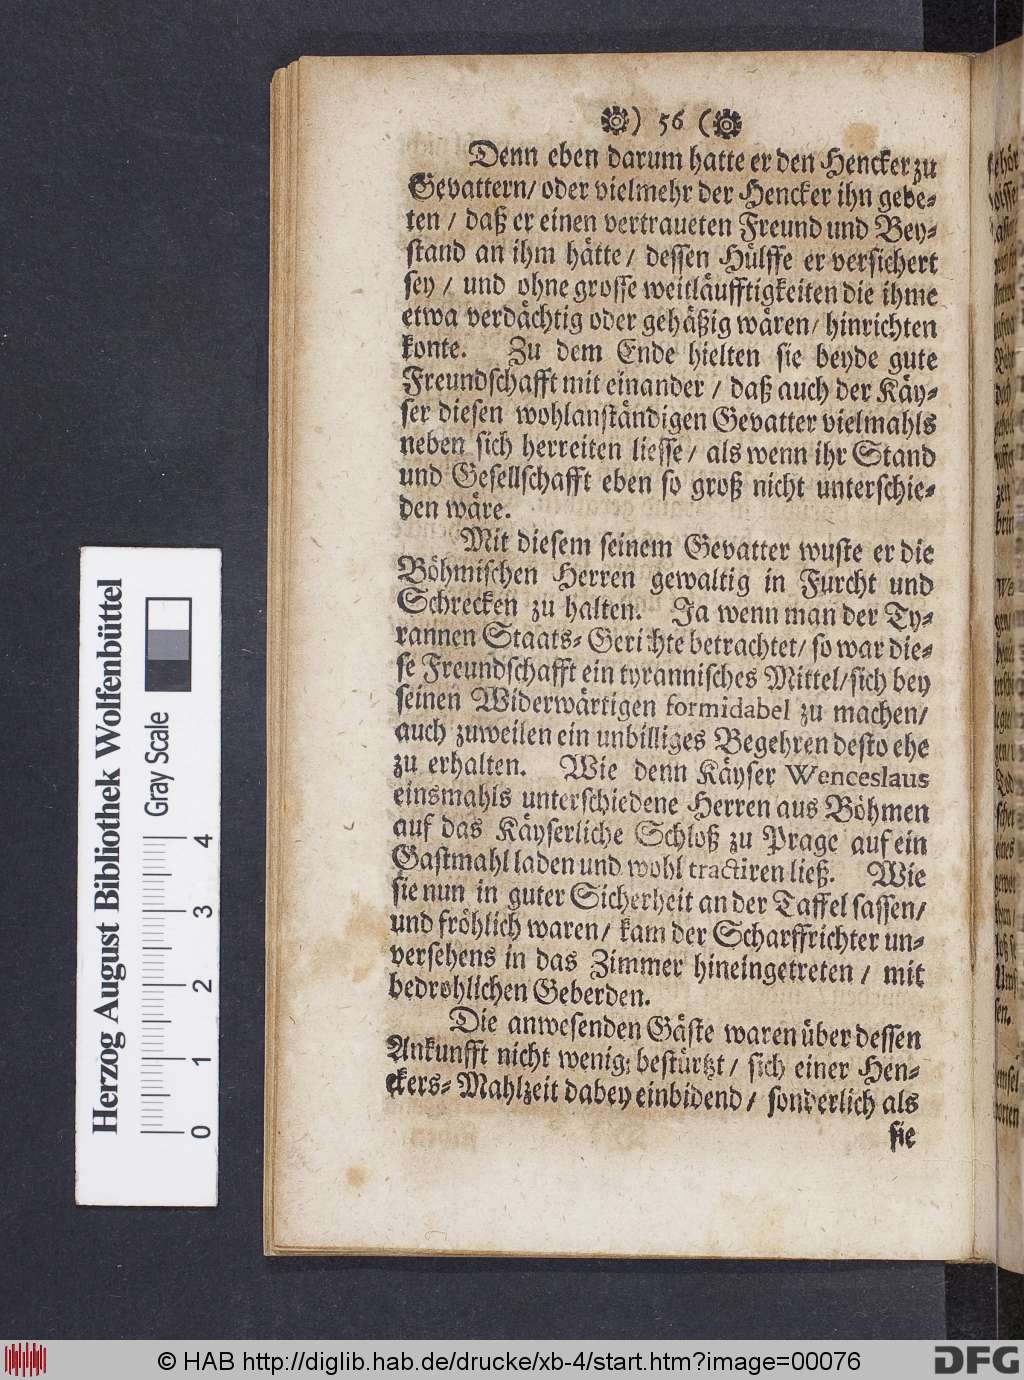 ) 56 (
Denn eben darum hatte er den Hencker zu
Gevattern/ oder vielmehr der Hencker ihn gebe-
ten / daß er einen vertraueten Freund und Bey-
stand an ihm hätte/ dessen Hülffe er versichert
sey / und ohne grosse weitläufftigkeiten die ihme
etwa verdächtig oder gehäßig wären/ hinrichten
konte. Zu dem Ende hielten sie beyde gute
Freundschafft mit einander / daß auch der Käy-
ser diesen wohlanständigen Gevatter vielmahls
neben sich herreiten liesse/ als wenn ihr Stand
und Gesellschafft eben so groß nicht unterschie-
den wäre.
Mit diesem seinem Gevatter wuste er die
Böhmischen Herren gewaltig in Furcht und
Schrecken zu halten. Ja wenn man der Ty-
rannen Staats-Gerichte betrachtet/ so war die-
se Freundschafft ein tyrannisches Mittel/ sich bey
seinen Widerwärtigen formidabel zu machen/
auch zuweilen ein unbilliges Begehren desto ehe
zu erhalten. Wie denn Käyser Wenceslaus
einsmahls unterschiedene Herren aus Böhmen
auf das Käyserliche Schloß zu Prage auf ein
Gastmahl laden und wohl tractiren ließ. Wie
sie nun in guter Sicherheit an der Taffel sassen/
und fröhlich waren/ kam der Scharffrichter un-
versehens in das Zimmer hineingetreten / mit
bedrohlichen Geberden.
Die anwesenden Gäste waren über dessen
Ankunfft nicht wenig bestürtzt/ sich einer Hen-
ckers-Mahlzeit dabey einbidend/ sonderlich als
sie
Herzog August Bibliothek Wolfenbüttel
Gray Scale
0 1 2 3 4
© HAB http://diglib.hab.de/drucke/xb-4/start.htm?image=00076
DFG